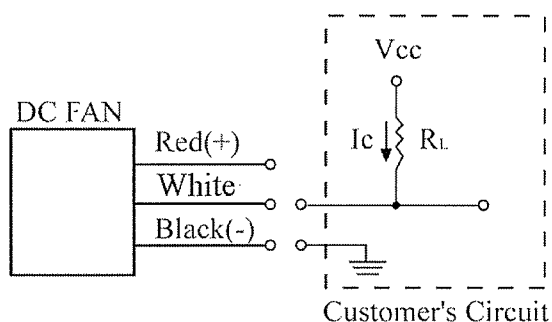 Vcc
DC FAN
Red(+)
Ic
RL
White
Black(-)
Customer's Circuit